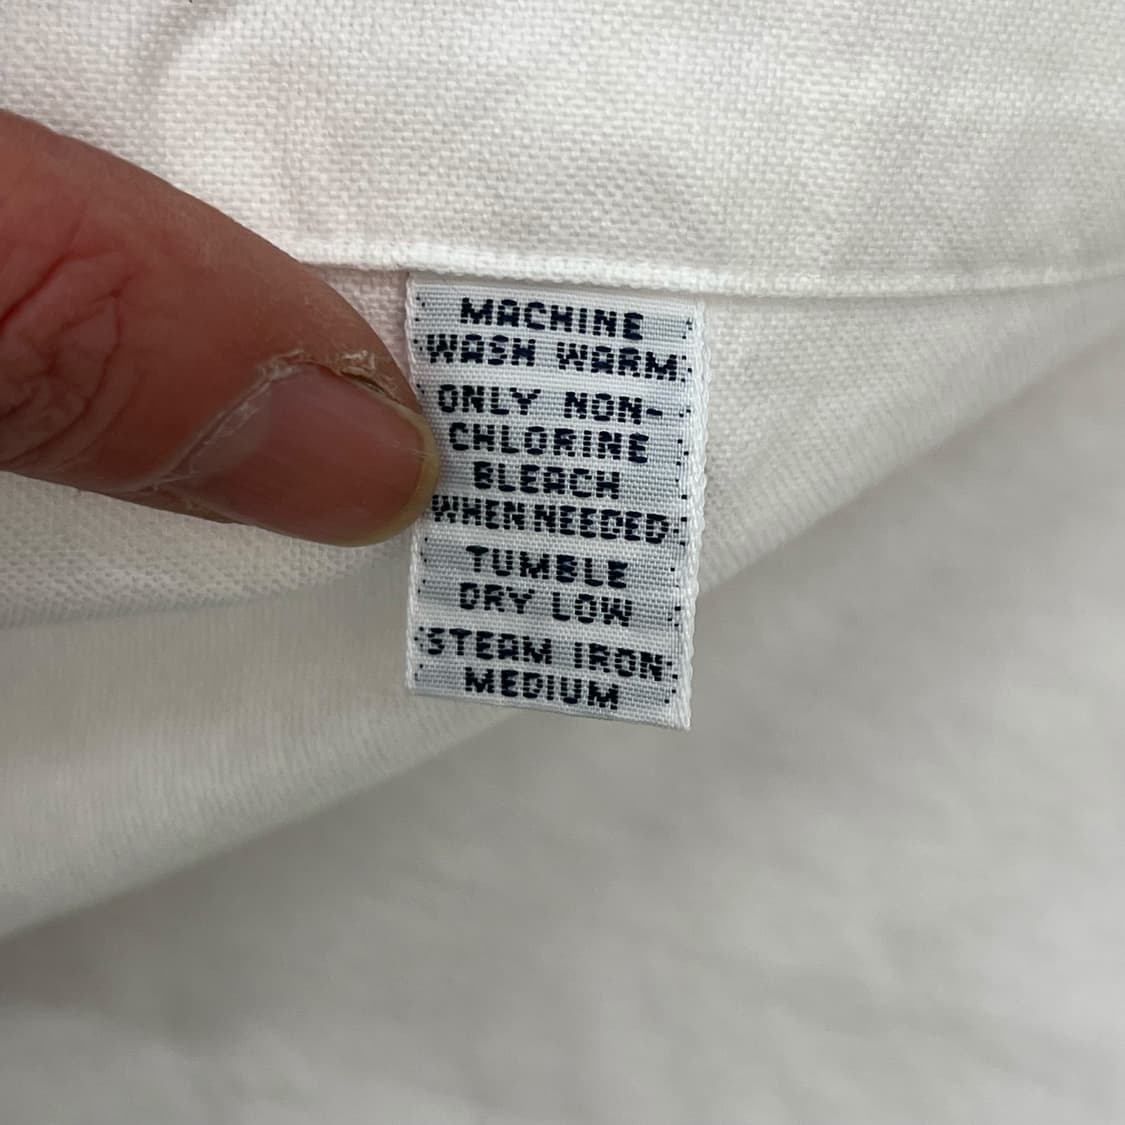 MACHINE
WASH WARM
ONLY NON-
CHLORINE
BLEACH
WHEN NEEDED
TUMBLE
DRY LOW
STEAM IRON
MEDIUM